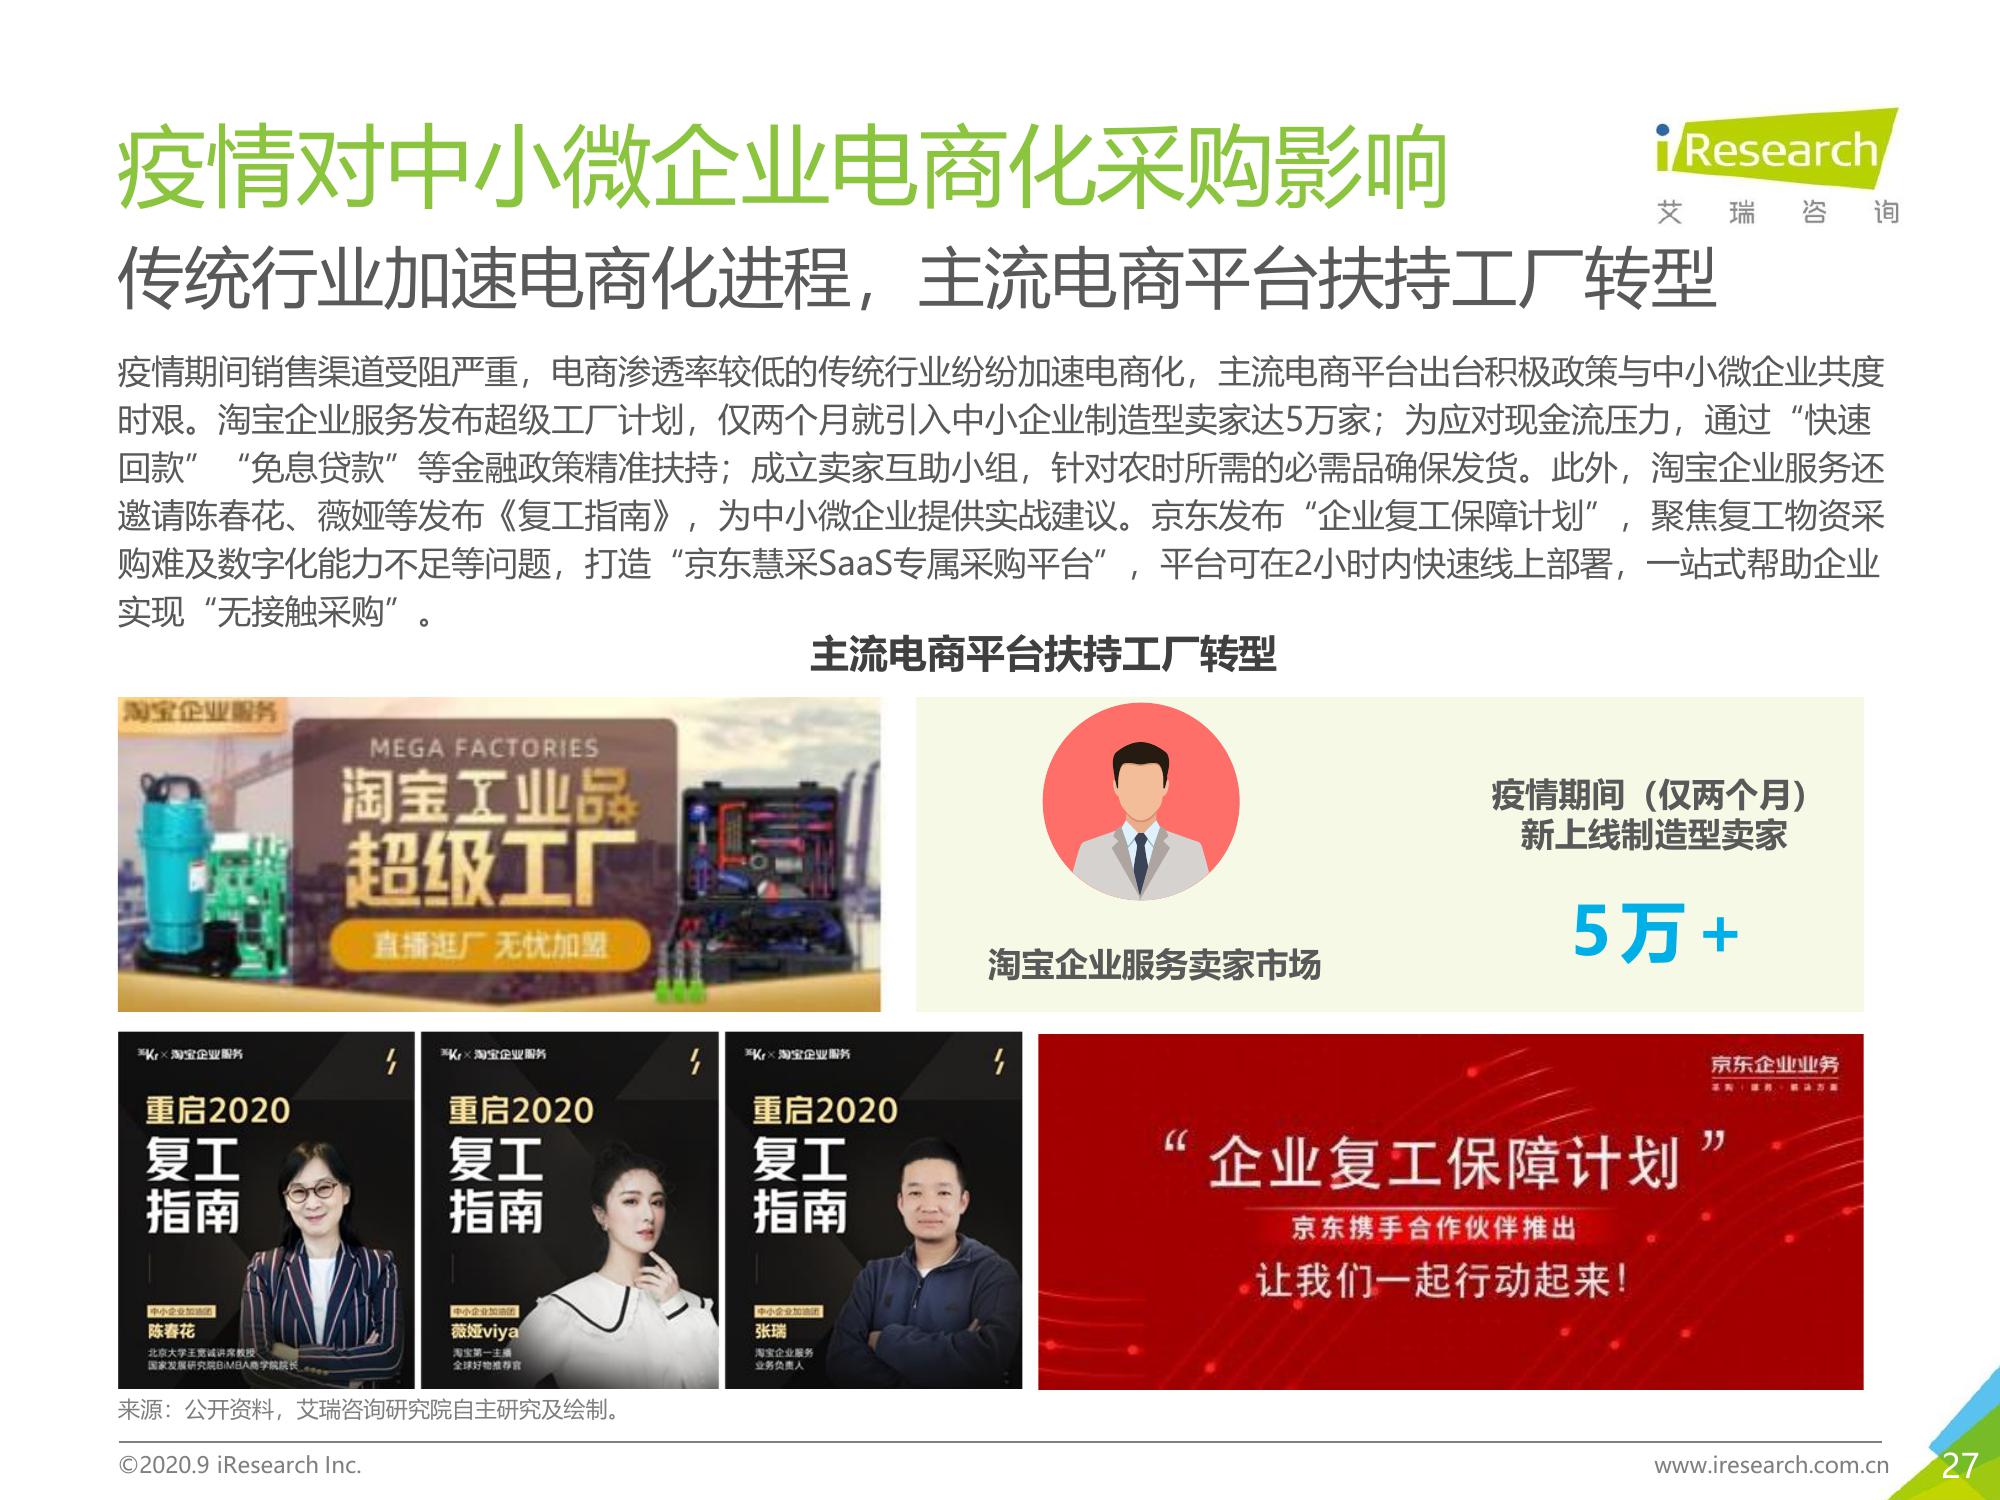 疫情对中小微企业电商化采购影响
iResearch
艾瑞咨询
传统行业加速电商化进程，主流电商平台扶持工厂转型
疫情期间销售渠道受阻严重，电商渗透率较低的传统行业纷纷加速电商化，主流电商平台出台积极政策与中小微企业共度
时艰。淘宝企业服务发布超级工厂计划，仅两个月就引入中小企业制造型卖家达5万家；为应对现金流压力，通过“快速
回款”“免息贷款”等金融政策精准扶持；成立卖家互助小组，针对农时所需的必需品确保发货。此外，淘宝企业服务还
邀请陈春花、薇娅等发布《复工指南》，为中小微企业提供实战建议。京东发布“企业复工保障计划”，聚焦复工物资采
购难及数字化能力不足等问题，打造“京东慧采SaaS专属采购平台”，平台可在2小时内快速线上部署，一站式帮助企业
实现“无接触采购”。
主流电商平台扶持工厂转型
淘宝企业服务
MEGA FACTORIES
淘宝工业品
超级工厂
直播逛厂 无忧加盟
淘宝企业服务卖家市场
疫情期间（仅两个月）
新上线制造型卖家
5万+
36Kr×淘宝企业服务
重启2020
复工
指南
中小企业加油团
陈春花
北京大学王宽诚讲席教授
国家发展研究院BiMBA商学院院长
36Kr×淘宝企业服务
重启2020
复工
指南
中小企业加油团
薇娅viya
淘宝第一主播
全球好物推荐官
36Kr×淘宝企业服务
重启2020
复工
指南
中小企业加油团
张瑞
淘宝企业服务
业务负责人
京东企业业务
采购·服务·解决方案
“企业复工保障计划”
京东携手合作伙伴推出
让我们一起行动起来！
来源：公开资料，艾瑞咨询研究院自主研究及绘制。
©2020.9 iResearch Inc.
www.iresearch.com.cn
27